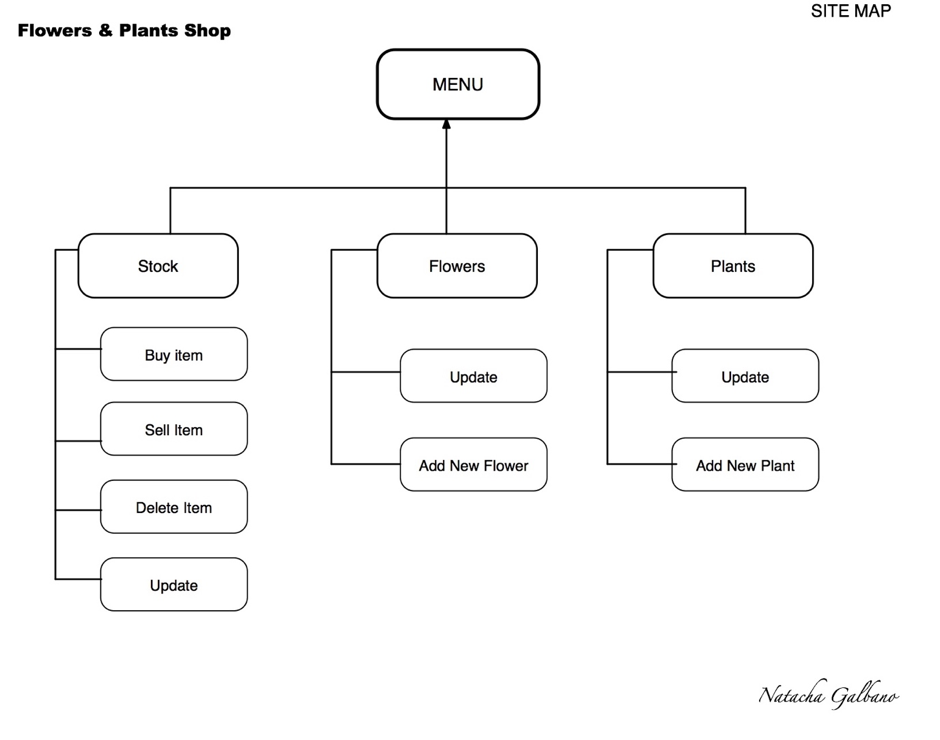 SITE MAP
Flowers & Plants Shop
MENU
Stock
Flowers
Plants
Buy item
Sell Item
Delete Item
Update
Update
Add New Flower
Update
Add New Plant
Natacha Galbano